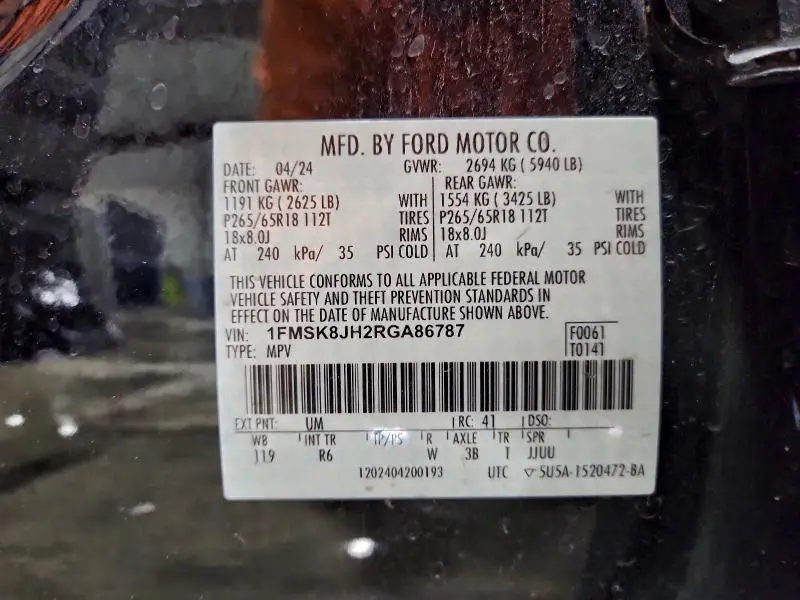 MFD. BY FORD MOTOR CO.
DATE: 04/24 GVWR: 2694 KG ( 5940 LB)
FRONT GAWR: REAR GAWR:
1191 KG ( 2625 LB) WITH 1554 KG ( 3425 LB) WITH
P265/65R18 112T TIRES P265/65R18 112T TIRES
18x8.0J RIMS 18x8.0J RIMS
AT 240 kPa/ 35 PSI COLD AT 240 kPa/ 35 PSI COLD
THIS VEHICLE CONFORMS TO ALL APPLICABLE FEDERAL MOTOR
VEHICLE SAFETY AND THEFT PREVENTION STANDARDS IN
EFFECT ON THE DATE OF MANUFACTURE SHOWN ABOVE.
VIN: 1FMSK8JH2RGA86787 F0061
TYPE: MPV T0141
EXT PNT: UM RC: 41 DSO:
WB INT TR TP/PS R AXLE TR SPR
119 R6 W 3B T JJUU
1202404200193 UTC ▽ 5U5A-1520472-BA